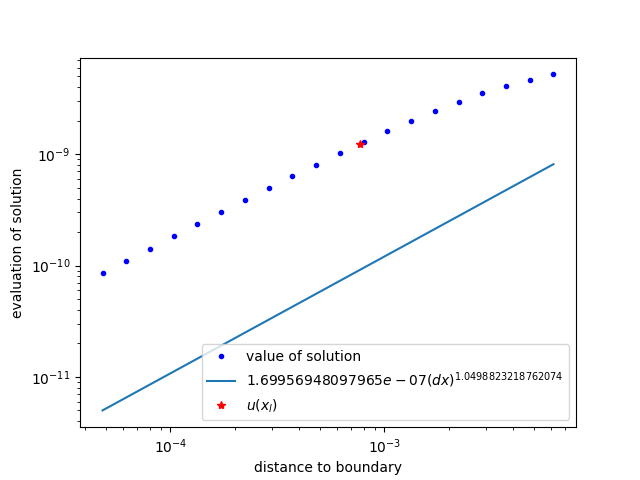 evaluation of solution
10⁻⁹
10⁻¹⁰
10⁻¹¹
value of solution
1.69956948097965e − 07(dx)^1.0498823218762074
u(x_l)
10⁻⁴
10⁻³
distance to boundary